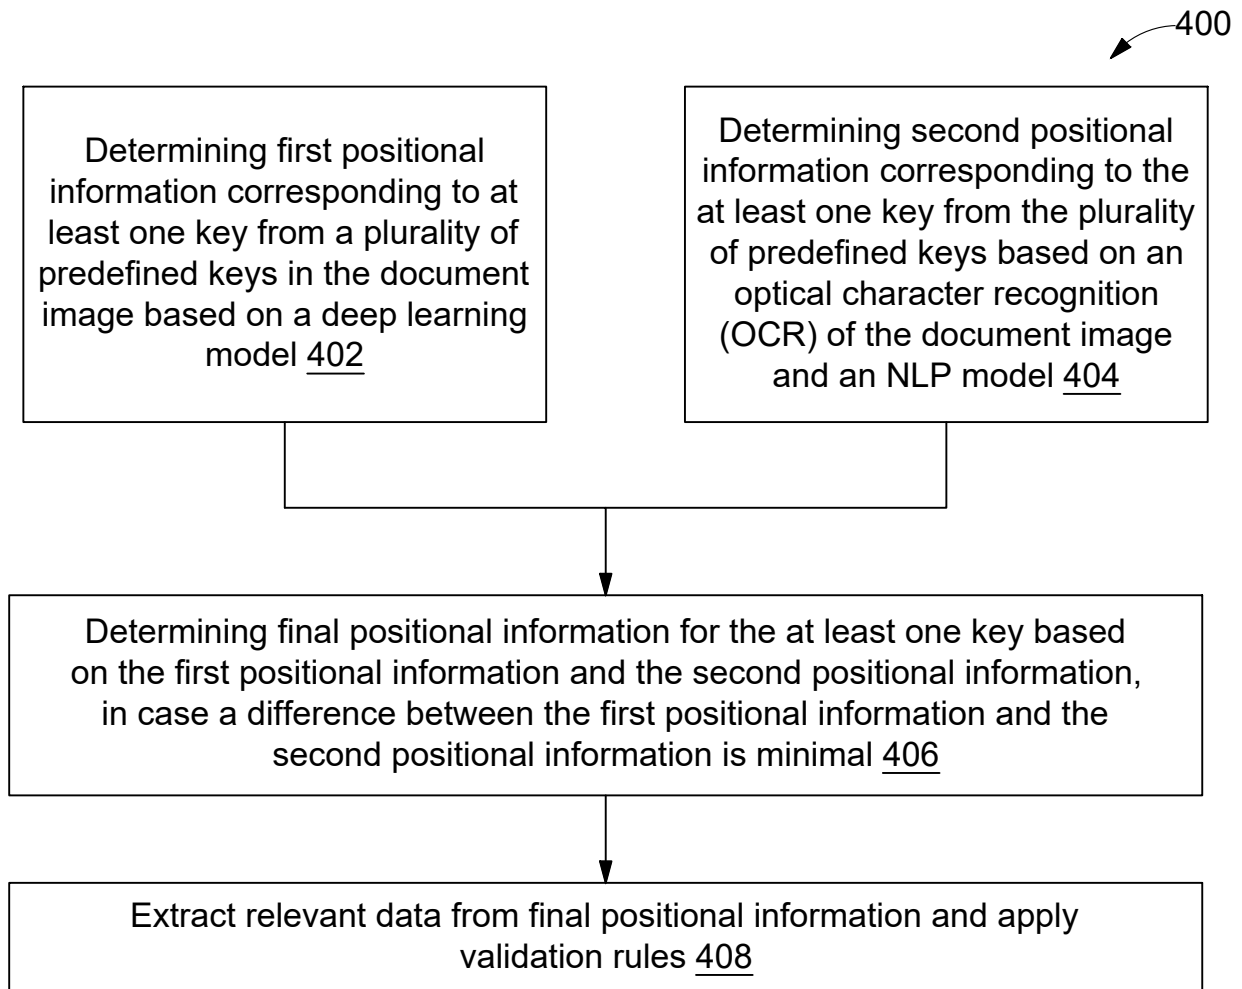 400
Determining first positional
information corresponding to at
least one key from a plurality of
predefined keys in the document
image based on a deep learning
model 402
Determining second positional
information corresponding to the
at least one key from the plurality
of predefined keys based on an
optical character recognition
(OCR) of the document image
and an NLP model 404
Determining final positional information for the at least one key based
on the first positional information and the second positional information,
in case a difference between the first positional information and the
second positional information is minimal 406
Extract relevant data from final positional information and apply
validation rules 408